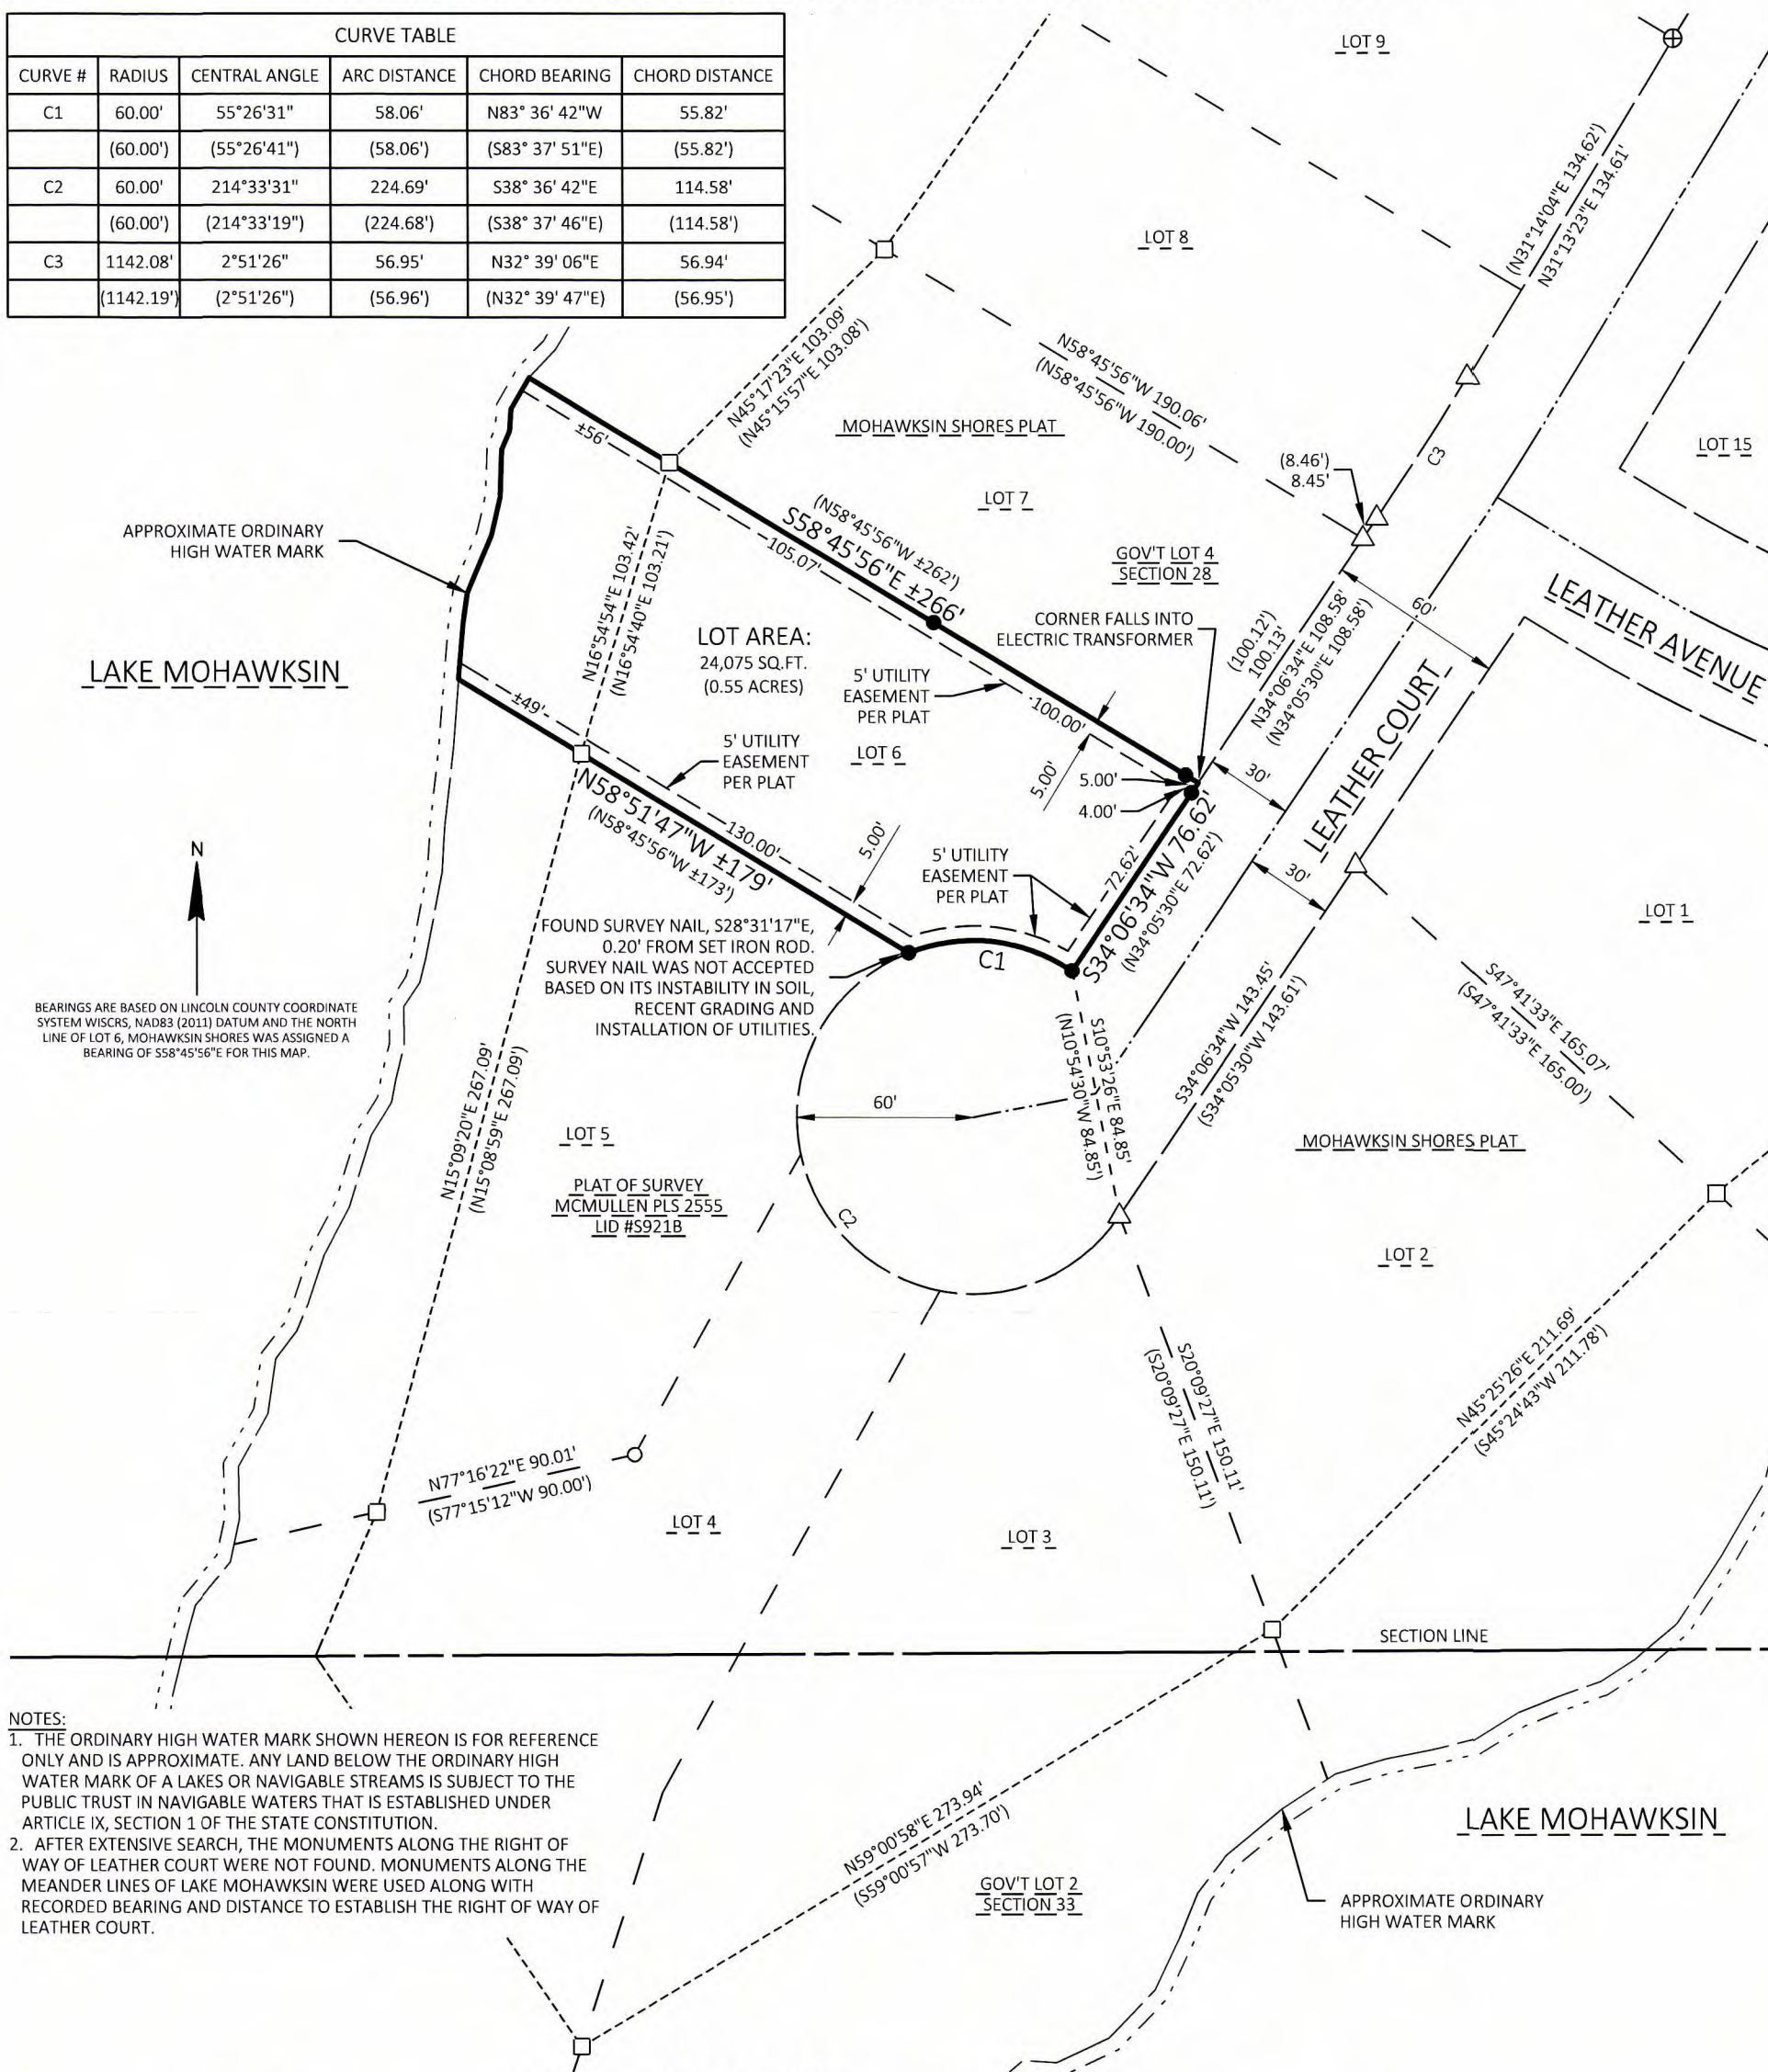 CURVE TABLE
CURVE # RADIUS CENTRAL ANGLE ARC DISTANCE CHORD BEARING CHORD DISTANCE
C1 60.00' 55°26'31" 58.06' N83° 36' 42"W 55.82'
(60.00') (55°26'41") (58.06') (S83° 37' 51"E) (55.82')
C2 60.00' 214°33'31" 224.69' S38° 36' 42"E 114.58'
(60.00') (214°33'19") (224.68') (S38° 37' 46"E) (114.58')
C3 1142.08' 2°51'26" 56.95' N32° 39' 06"E 56.94'
(1142.19') (2°51'26") (56.96') (N32° 39' 47"E) (56.95')
LOT 9
(N31°14'04"E 134.62')
N31°13'23"E 134.61'
LOT 8
N45°17'23"E 103.09'
(N45°15'57"E 103.08')
N58°45'56"W 190.06'
(N58°45'56"W 190.00')
MOHAWKSIN SHORES PLAT
LOT 7
C3
LOT 15
(8.46')
8.45'
±56'
APPROXIMATE ORDINARY
HIGH WATER MARK
(N58°45'56"W ±262')
S58°45'56"E ±266'
105.07'
GOV'T LOT 4
SECTION 28
N16°54'54"E 103.42'
(N16°54'40"E 103.21')
LEATHER AVENUE
60'
CORNER FALLS INTO
ELECTRIC TRANSFORMER
(100.12')
100.13'
N34°06'34"E 108.58'
(N34°05'30"E 108.58')
LOT AREA:
24,075 SQ.FT.
(0.55 ACRES)
LAKE MOHAWKSIN
5' UTILITY
EASEMENT
PER PLAT
100.00'
LEATHER COURT
±49'
5' UTILITY
EASEMENT
PER PLAT
LOT 6
5.00'
5.00'
4.00'
30'
N58°51'47"W ±179'
(N58°45'56"W ±173')
130.00'
5.00'
N
5' UTILITY
EASEMENT
PER PLAT
72.62'
S34°06'34"W 76.62'
(N34°05'30"E 72.62')
30'
LOT 1
FOUND SURVEY NAIL, S28°31'17"E,
0.20' FROM SET IRON ROD.
SURVEY NAIL WAS NOT ACCEPTED
BASED ON ITS INSTABILITY IN SOIL,
RECENT GRADING AND
INSTALLATION OF UTILITIES.
C1
BEARINGS ARE BASED ON LINCOLN COUNTY COORDINATE
SYSTEM WISCRS, NAD83 (2011) DATUM AND THE NORTH
LINE OF LOT 6, MOHAWKSIN SHORES WAS ASSIGNED A
BEARING OF S58°45'56"E FOR THIS MAP.
S47°41'33"E 165.07'
(S47°41'33"E 165.00')
S34°06'34"W 143.45'
(S34°05'30"W 143.61')
S10°53'26"E 84.85'
(N10°54'30"W 84.85')
N15°09'20"E 267.09'
(N15°08'59"E 267.09')
60'
LOT 5
MOHAWKSIN SHORES PLAT
PLAT OF SURVEY
MCMULLEN PLS 2555
LID #S921B
C2
LOT 2
N45°25'26"E 211.69'
(S45°24'43"W 211.78')
S20°09'27"E 150.11'
(S20°09'27"E 150.11')
N77°16'22"E 90.01'
(S77°15'12"W 90.00')
LOT 4
LOT 3
SECTION LINE
NOTES:
1. THE ORDINARY HIGH WATER MARK SHOWN HEREON IS FOR REFERENCE
ONLY AND IS APPROXIMATE. ANY LAND BELOW THE ORDINARY HIGH
WATER MARK OF A LAKES OR NAVIGABLE STREAMS IS SUBJECT TO THE
PUBLIC TRUST IN NAVIGABLE WATERS THAT IS ESTABLISHED UNDER
ARTICLE IX, SECTION 1 OF THE STATE CONSTITUTION.
2. AFTER EXTENSIVE SEARCH, THE MONUMENTS ALONG THE RIGHT OF
WAY OF LEATHER COURT WERE NOT FOUND. MONUMENTS ALONG THE
MEANDER LINES OF LAKE MOHAWKSIN WERE USED ALONG WITH
RECORDED BEARING AND DISTANCE TO ESTABLISH THE RIGHT OF WAY OF
LEATHER COURT.
N59°00'58"E 273.94'
(S59°00'57"W 273.70')
LAKE MOHAWKSIN
GOV'T LOT 2
SECTION 33
APPROXIMATE ORDINARY
HIGH WATER MARK